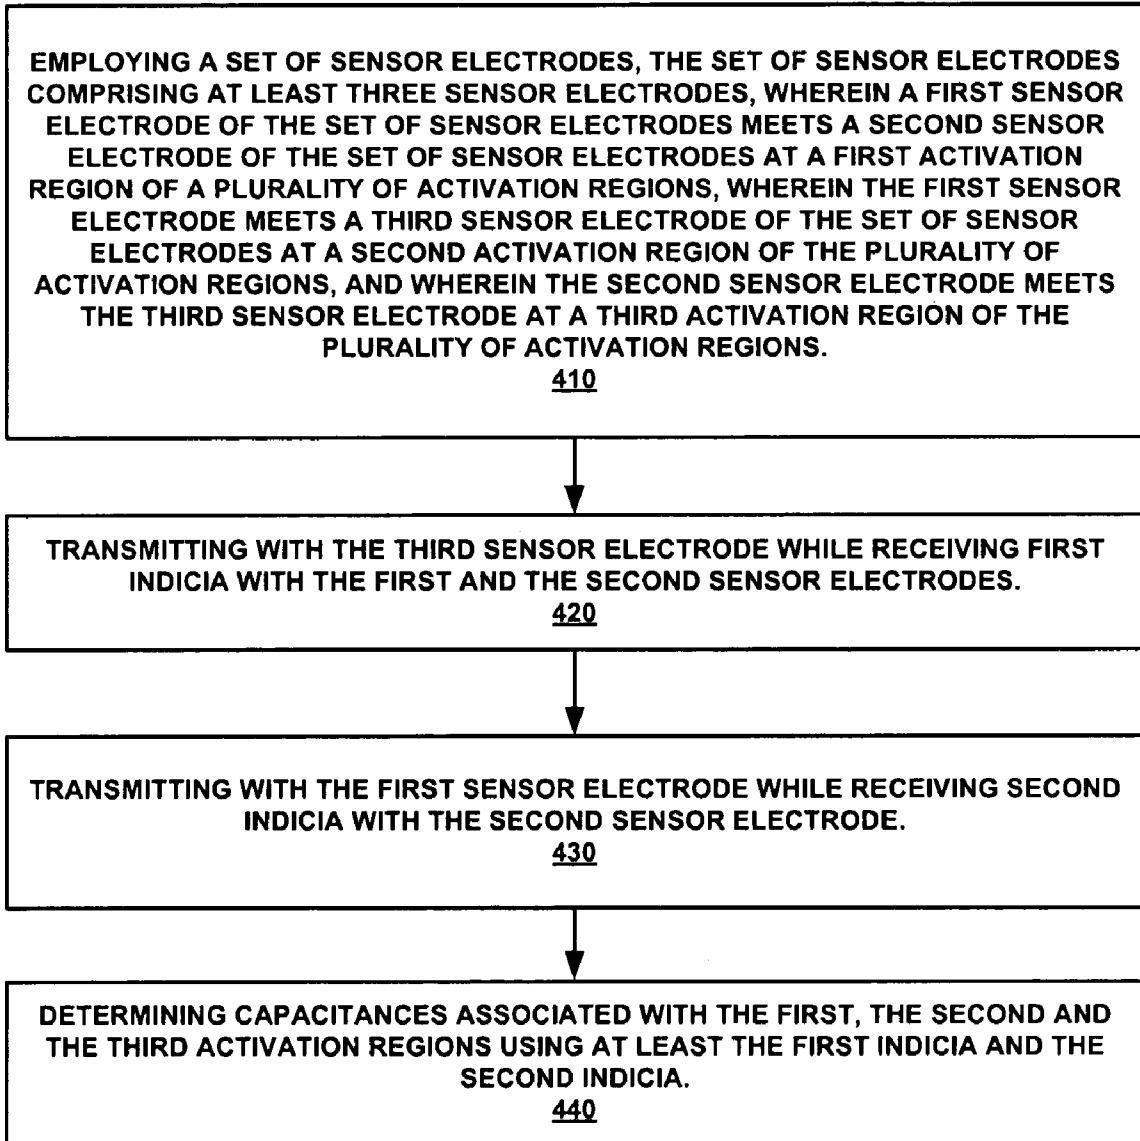 EMPLOYING A SET OF SENSOR ELECTRODES, THE SET OF SENSOR ELECTRODES
COMPRISING AT LEAST THREE SENSOR ELECTRODES, WHEREIN A FIRST SENSOR
ELECTRODE OF THE SET OF SENSOR ELECTRODES MEETS A SECOND SENSOR
ELECTRODE OF THE SET OF SENSOR ELECTRODES AT A FIRST ACTIVATION
REGION OF A PLURALITY OF ACTIVATION REGIONS, WHEREIN THE FIRST SENSOR
ELECTRODE MEETS A THIRD SENSOR ELECTRODE OF THE SET OF SENSOR
ELECTRODES AT A SECOND ACTIVATION REGION OF THE PLURALITY OF
ACTIVATION REGIONS, AND WHEREIN THE SECOND SENSOR ELECTRODE MEETS
THE THIRD SENSOR ELECTRODE AT A THIRD ACTIVATION REGION OF THE
PLURALITY OF ACTIVATION REGIONS.
410
TRANSMITTING WITH THE THIRD SENSOR ELECTRODE WHILE RECEIVING FIRST
INDICIA WITH THE FIRST AND THE SECOND SENSOR ELECTRODES.
420
TRANSMITTING WITH THE FIRST SENSOR ELECTRODE WHILE RECEIVING SECOND
INDICIA WITH THE SECOND SENSOR ELECTRODE.
430
DETERMINING CAPACITANCES ASSOCIATED WITH THE FIRST, THE SECOND AND
THE THIRD ACTIVATION REGIONS USING AT LEAST THE FIRST INDICIA AND THE
SECOND INDICIA.
440